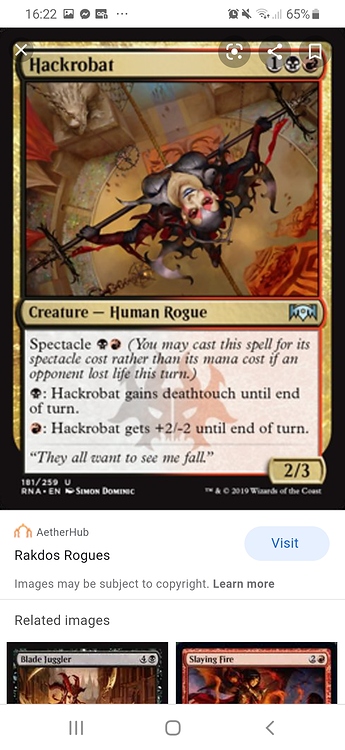 16:22
65%
Hackrobat
1
Creature — Human Rogue
Spectacle (You may cast this spell for its
spectacle cost rather than its mana cost if an
opponent lost life this turn.)
: Hackrobat gains deathtouch until end
of turn.
: Hackrobat gets +2/-2 until end of turn.
“They all want to see me fall.”
2/3
181/259 U
RNA • EN Simon Dominic
™ & © 2019 Wizards of the Coast
AetherHub
Rakdos Rogues
Visit
Images may be subject to copyright. Learn more
Related images
Blade Juggler 4
Slaying Fire 2